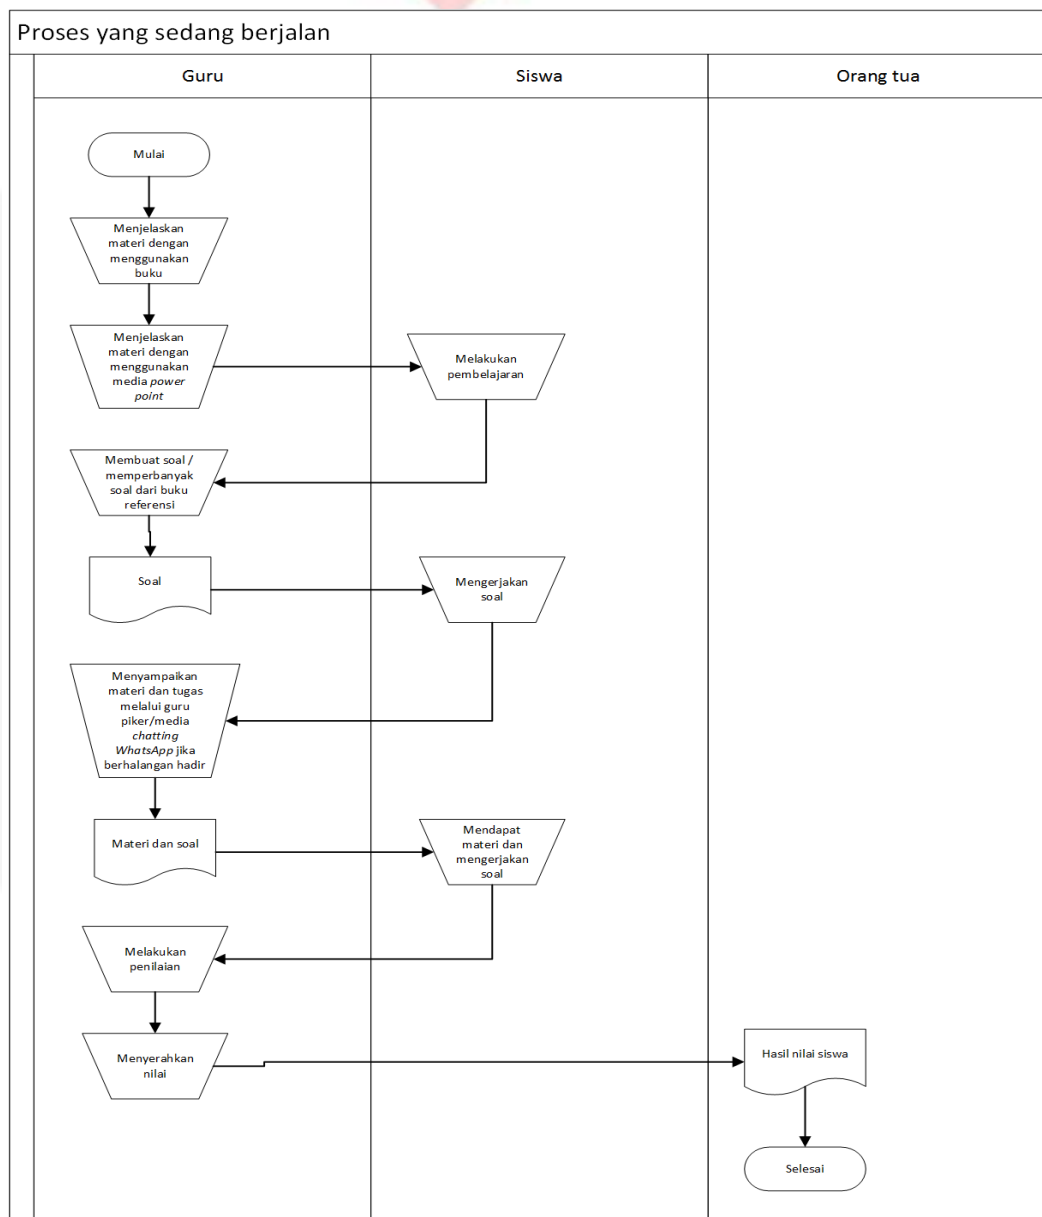 Proses yang sedang berjalan
Guru
Siswa
Orang tua
Mulai
Menjelaskan
materi dengan
menggunakan
buku
Menjelaskan
materi dengan
menggunakan
media power
point
Melakukan
pembelajaran
Membuat soal /
memperbanyak
soal dari buku
referensi
Soal
Mengerjakan
soal
Menyampaikan
materi dan tugas
melalui guru
piker/media
chatting
WhatsApp jika
berhalangan hadir
Materi dan soal
Mendapat
materi dan
mengerjakan
soal
Melakukan
penilaian
Menyerahkan
nilai
Hasil nilai siswa
Selesai